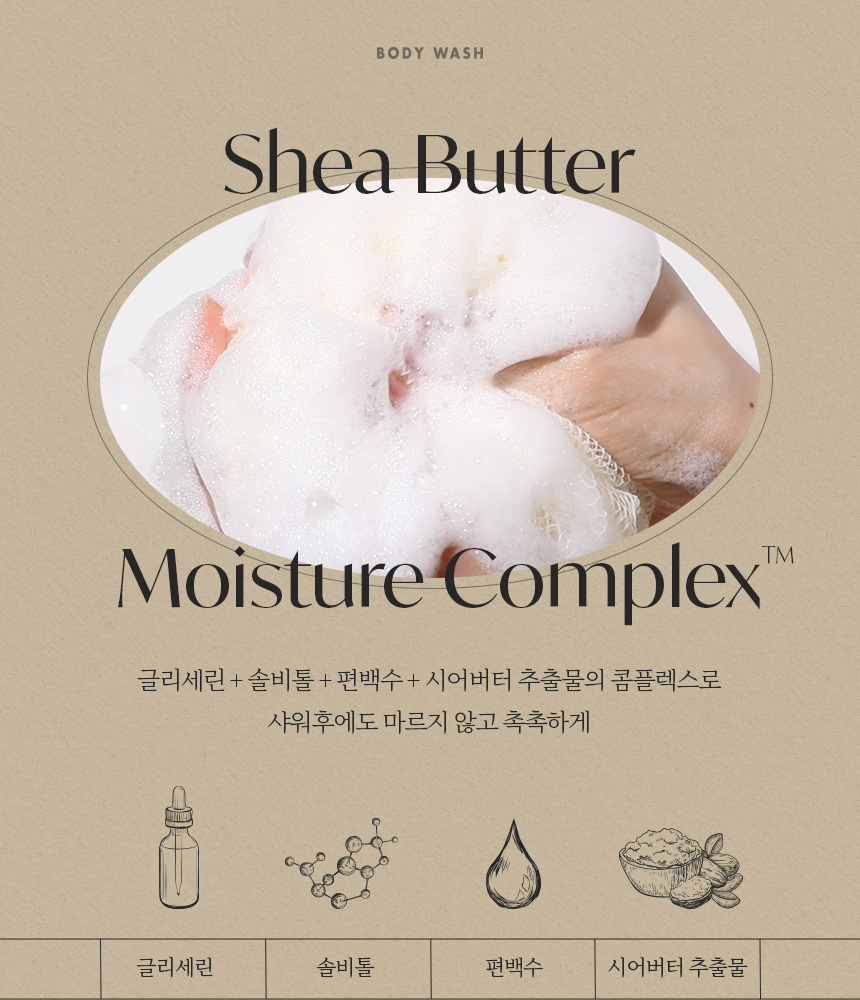 BODY WASH
Shea Butter
Moisture Complex™
글리세린 + 솔비톨 + 편백수 + 시어버터 추출물의 콤플렉스로
샤워후에도 마르지 않고 촉촉하게
글리세린 솔비톨 편백수 시어버터 추출물